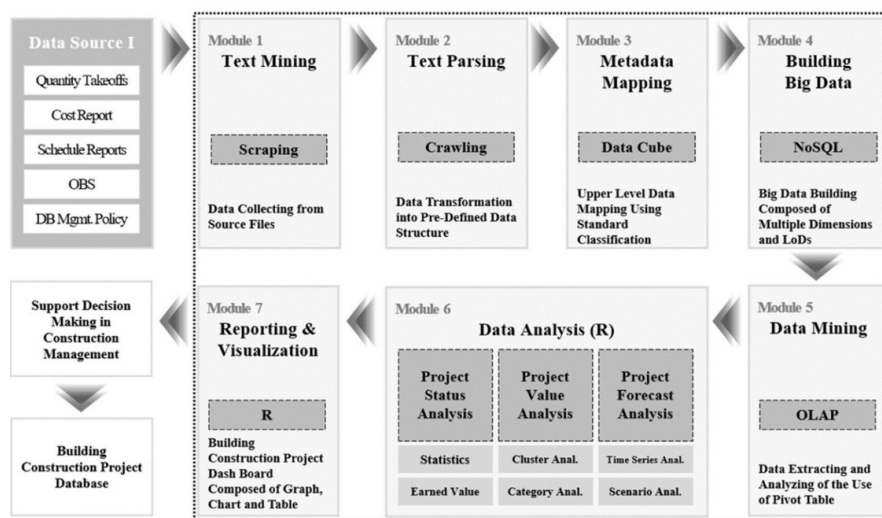 Data Source I
Quantity Takeoffs
Cost Report
Schedule Reports
OBS
DB Mgmt. Policy
Module 1
Text Mining
Scraping
Data Collecting from
Source Files
Module 2
Text Parsing
Crawling
Data Transformation
into Pre-Defined Data
Structure
Module 3
Metadata
Mapping
Data Cube
Upper Level Data
Mapping Using
Standard
Classification
Module 4
Building
Big Data
NoSQL
Big Data Building
Composed of
Multiple Dimensions
and LoDs
Module 5
Data Mining
OLAP
Data Extracting and
Analyzing of the Use
of Pivot Table
Module 6
Data Analysis (R)
Project
Status
Analysis
Statistics
Earned Value
Project
Value
Analysis
Cluster Anal.
Category Anal.
Project
Forecast
Analysis
Time Series Anal.
Scenario Anal.
Module 7
Reporting &
Visualization
R
Building
Construction Project
Dash Board
Composed of Graph,
Chart and Table
Support Decision
Making in
Construction
Management
Building
Construction Project
Database